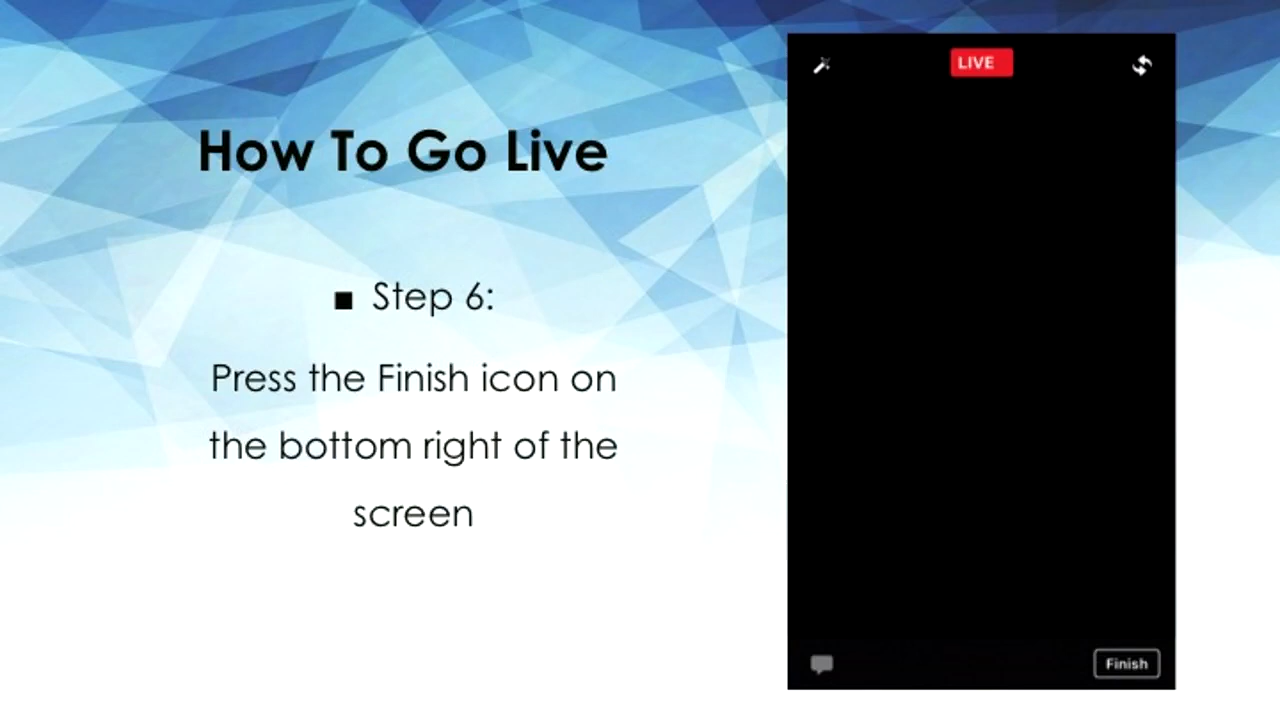 How To Go Live
■ Step 6:
Press the Finish icon on
the bottom right of the
screen
LIVE
Finish